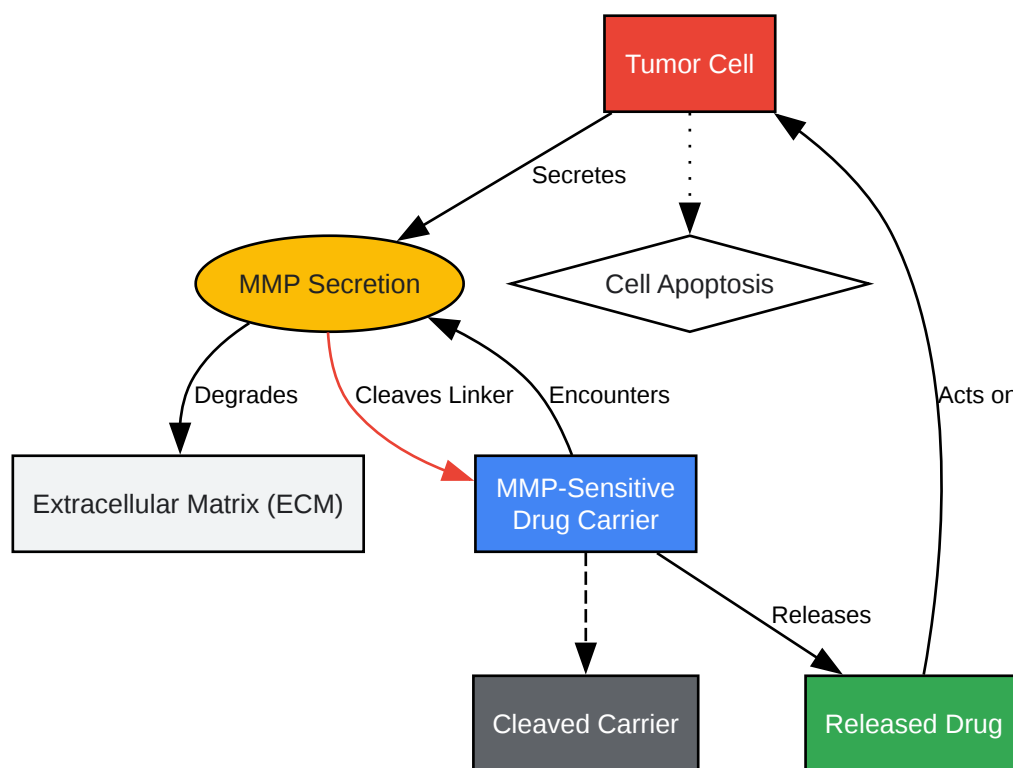 Tumor Cell
Secretes
MMP Secretion
Cell Apoptosis
Degrades
Cleaves Linker
Encounters
Acts on
Extracellular Matrix (ECM)
MMP-Sensitive
Drug Carrier
Releases
Cleaved Carrier
Released Drug